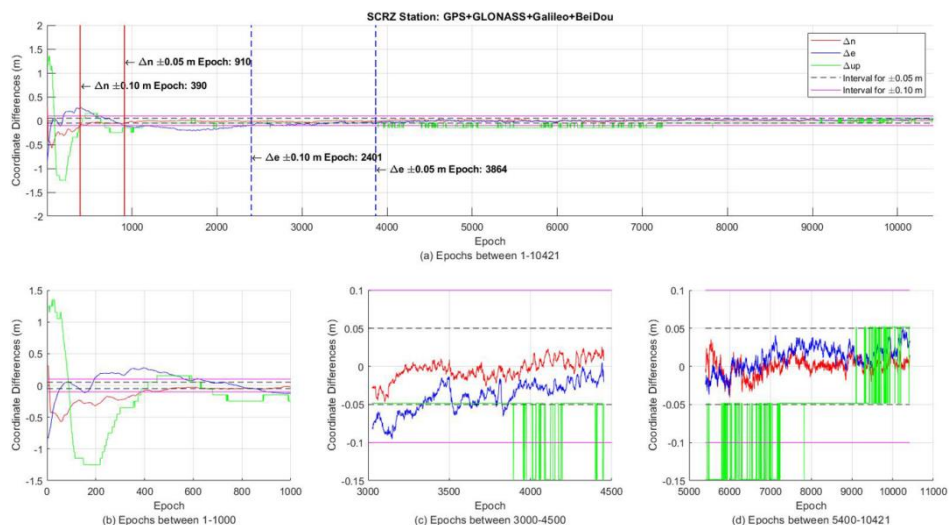 SCRZ Station: GPS+GLONASS+Galileo+BeiDou
2
1.5
1
0.5
0
-0.5
-1
-1.5
-2
Coordinate Differences (m)
← Δn ±0.05 m Epoch: 910
← Δn ±0.10 m Epoch: 390
← Δe ±0.10 m Epoch: 2401
← Δe ±0.05 m Epoch: 3864
Δn
Δe
Δup
Interval for ±0.05 m
Interval for ±0.10 m
0 1000 2000 3000 4000 5000 6000 7000 8000 9000 10000
Epoch
(a) Epochs between 1-10421
1.5
1
0.5
0
-0.5
-1
-1.5
Coordinate Differences (m)
0 200 400 600 800 1000
Epoch
(b) Epochs between 1-1000
0.1
0.05
0
-0.05
-0.1
-0.15
Coordinate Differences (m)
3000 3500 4000 4500
Epoch
(c) Epochs between 3000-4500
0.1
0.05
0
-0.05
-0.1
-0.15
Coordinate Differences (m)
5000 6000 7000 8000 9000 10000 11000
Epoch
(d) Epochs between 5400-10421